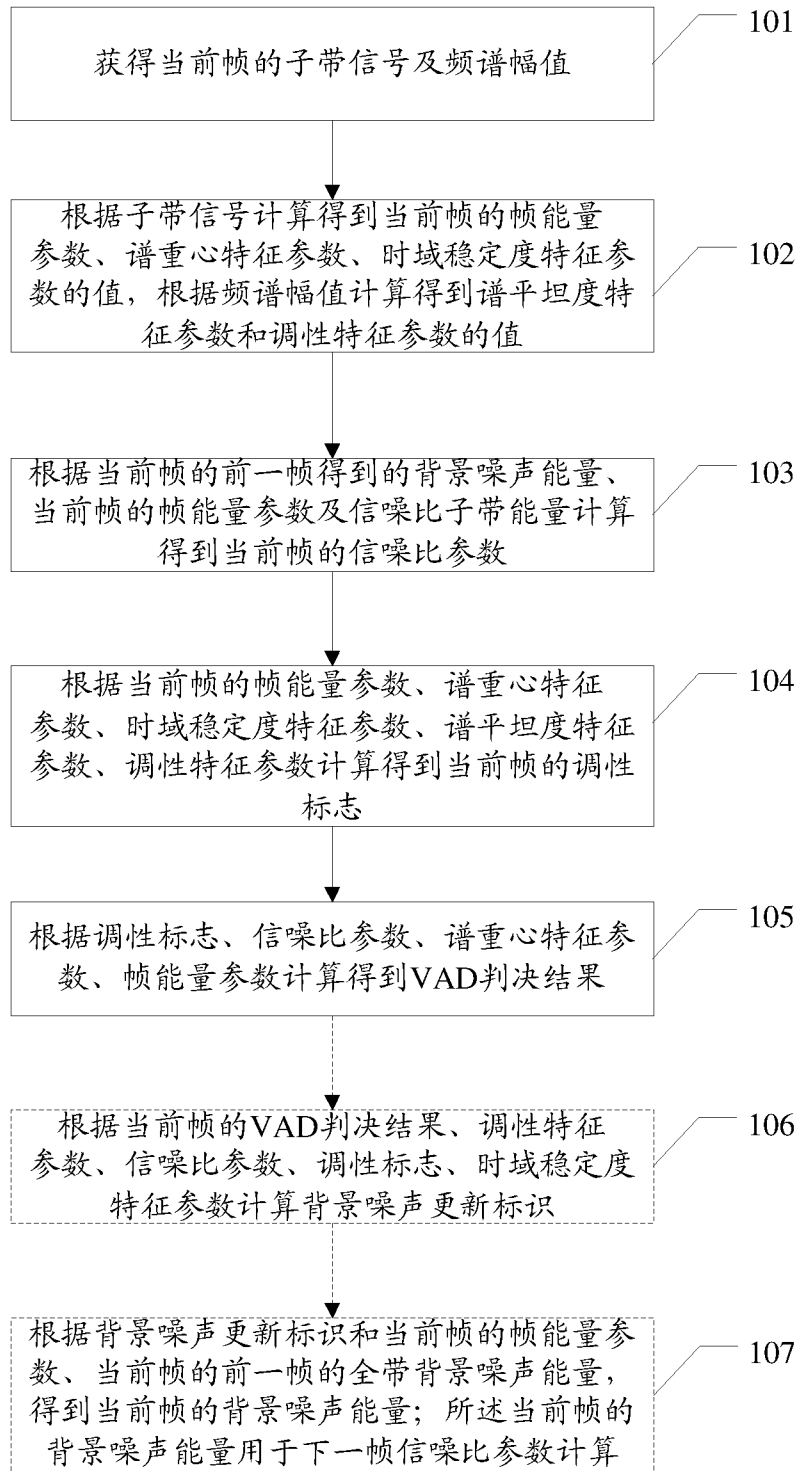 获得当前帧的子带信号及频谱幅值
101
根据子带信号计算得到当前帧的帧能量
参数、谱重心特征参数、时域稳定度特征参
数的值，根据频谱幅值计算得到谱平坦度特
征参数和调性特征参数的值
102
根据当前帧的前一帧得到的背景噪声能量、
当前帧的帧能量参数及信噪比子带能量计算
得到当前帧的信噪比参数
103
根据当前帧的帧能量参数、谱重心特征
参数、时域稳定度特征参数、谱平坦度特征
参数、调性特征参数计算得到当前帧的调性
标志
104
根据调性标志、信噪比参数、谱重心特征参
数、帧能量参数计算得到VAD判决结果
105
根据当前帧的VAD判决结果、调性特征
参数、信噪比参数、调性标志、时域稳定度
特征参数计算背景噪声更新标识
106
根据背景噪声更新标识和当前帧的帧能量参
数、当前帧的前一帧的全带背景噪声能量，
得到当前帧的背景噪声能量；所述当前帧的
背景噪声能量用于下一帧信噪比参数计算
107